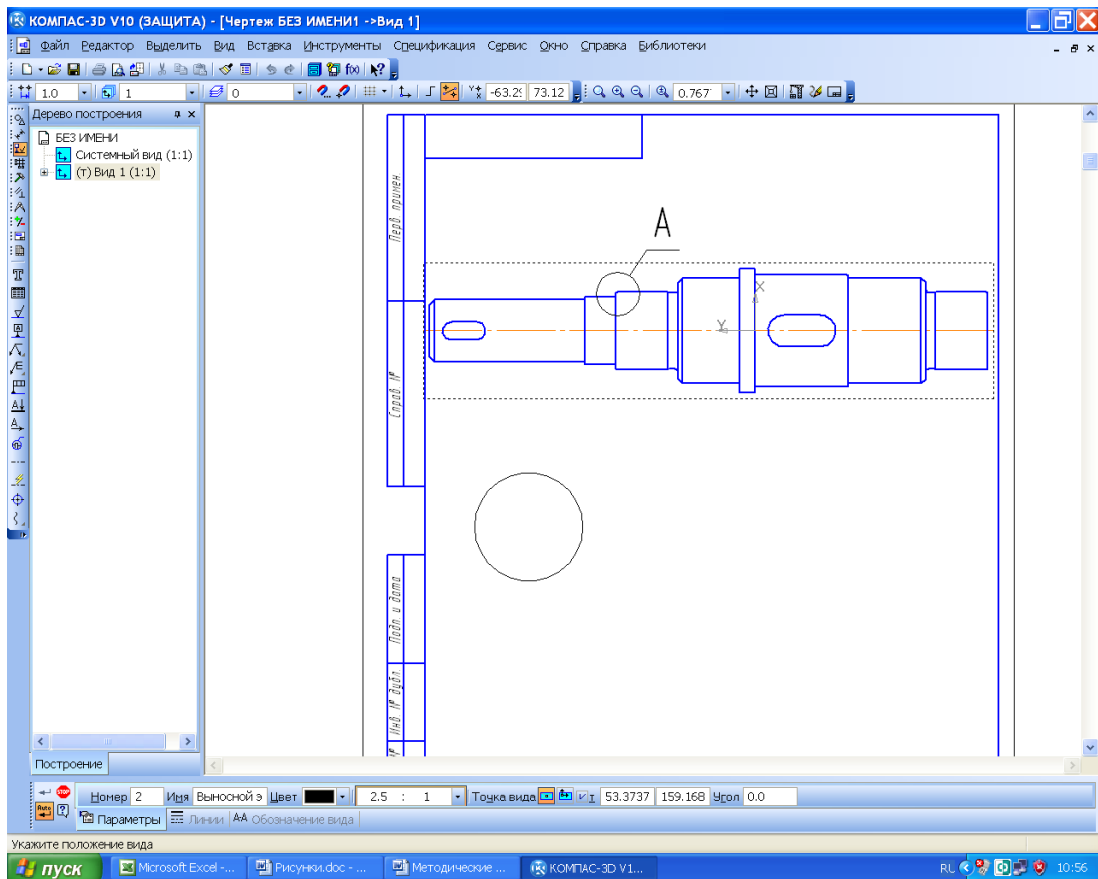 КОМПАС-3D V10 (ЗАЩИТА) - [Чертеж БЕЗ ИМЕНИ1 ->Вид 1]
Файл Редактор Выделить Вид Вставка Инструменты Спецификация Сервис Окно Справка Библиотеки
1.0 1 0 -63.29 73.12 0.767
Дерево построения
БЕЗ ИМЕНИ
Системный вид (1:1)
(т) Вид 1 (1:1)
Перв примен.
А
X
Y
Справ №
Подп. и дата
Инв № дубл.
Построение
Номер 2 Имя Выносной э Цвет 2.5 : 1 Точка вида т 53.3737 159.168 Угол 0.0
Параметры Линии Обозначение вида
Укажите положение вида
пуск Microsoft Excel -... Рисунки.doc - ... Методические ... КОМПАС-3D V1... RU 10:56